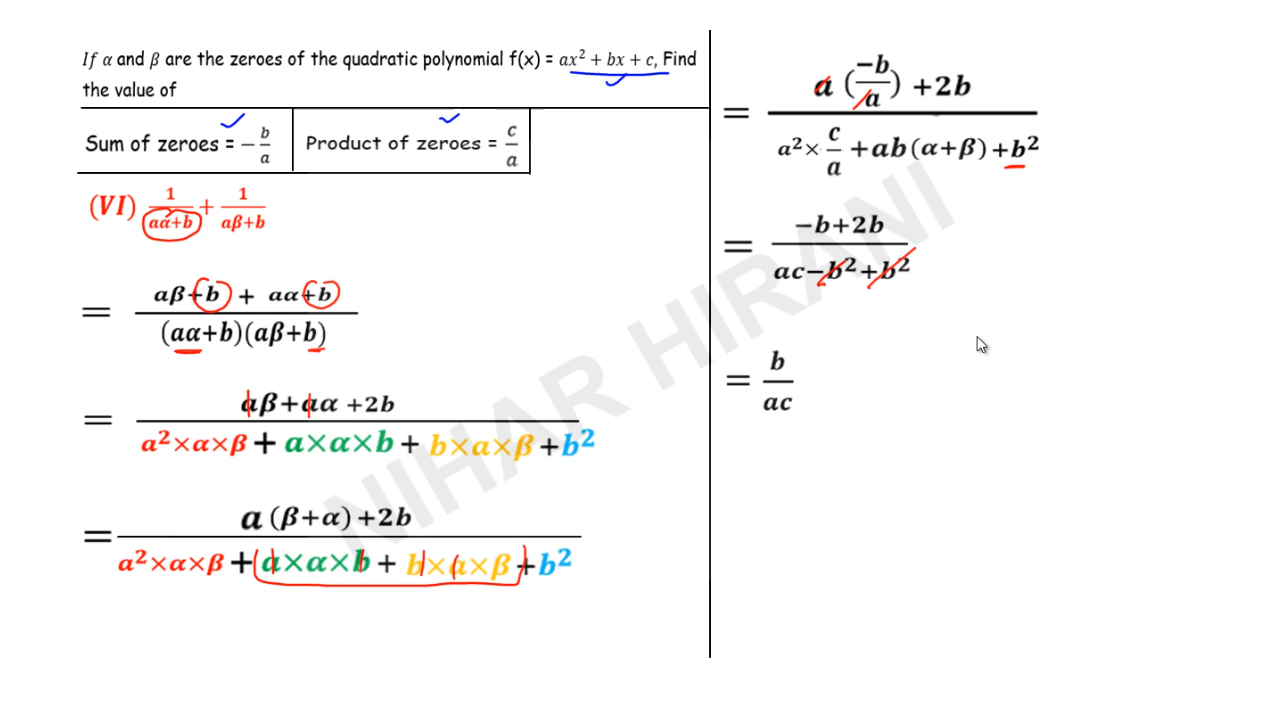 If α and β are the zeroes of the quadratic polynomial f(x) = ax² + bx + c, Find
the value of
Sum of zeroes = − b/a
Product of zeroes = c/a
(VI) 1/(aα+b) + 1/(aβ+b)
= (aβ+b + aα+b)/((aα+b)(aβ+b))
= (aβ+aα +2b)/(a²×α×β + a×α×b + b×a×β +b²)
= (a (β+α) +2b)/(a²×α×β +a×α×b + b×a×β +b²)
= (a (−b/a) +2b)/(a²× c/a +ab(α+β) +b²)
= (−b+2b)/(ac−b²+b²)
= b/ac
NIHAR HIRANI